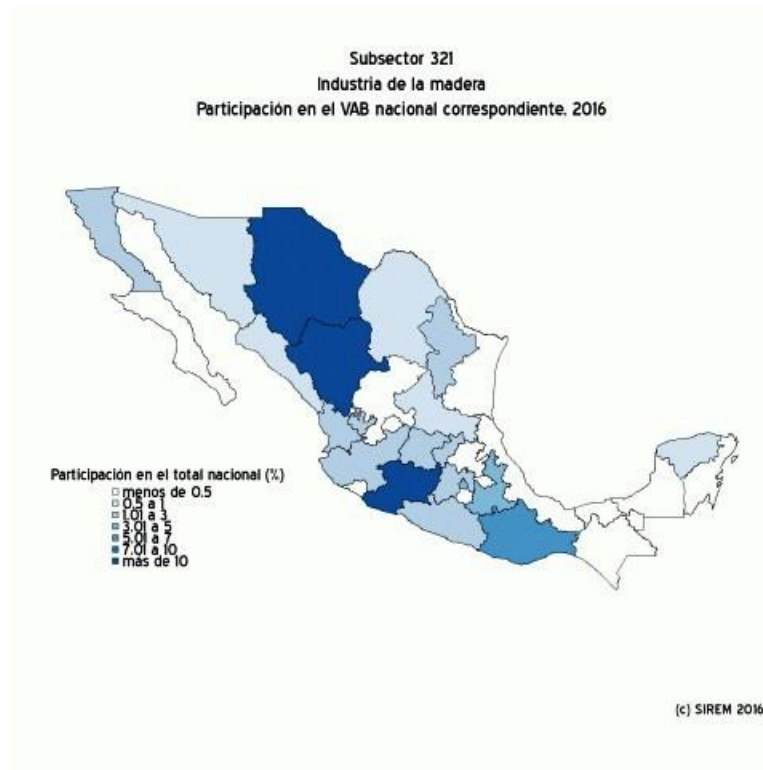 Subsector 321
Industria de la madera
Participación en el VAB nacional correspondiente. 2016
Participación en el total nacional (%)
menos de 0.5
0.5 a 1
1.01 a 3
3.01 a 5
5.01 a 7
7.01 a 10
más de 10
(c) SIREM 2016